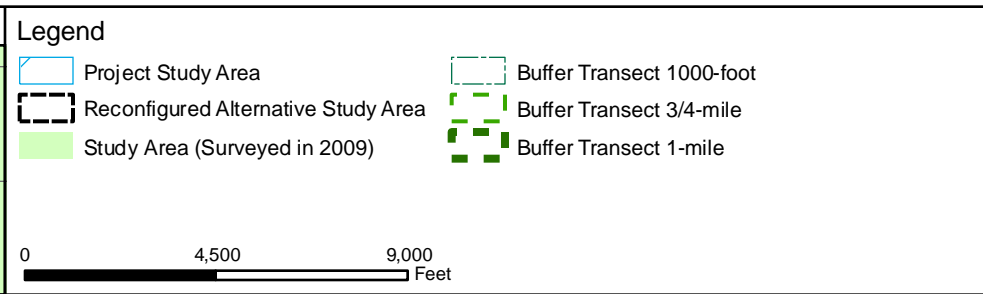 Legend
Project Study Area
Reconfigured Alternative Study Area
Study Area (Surveyed in 2009)
Buffer Transect 1000-foot
Buffer Transect 3/4-mile
Buffer Transect 1-mile
0 4,500 9,000
Feet